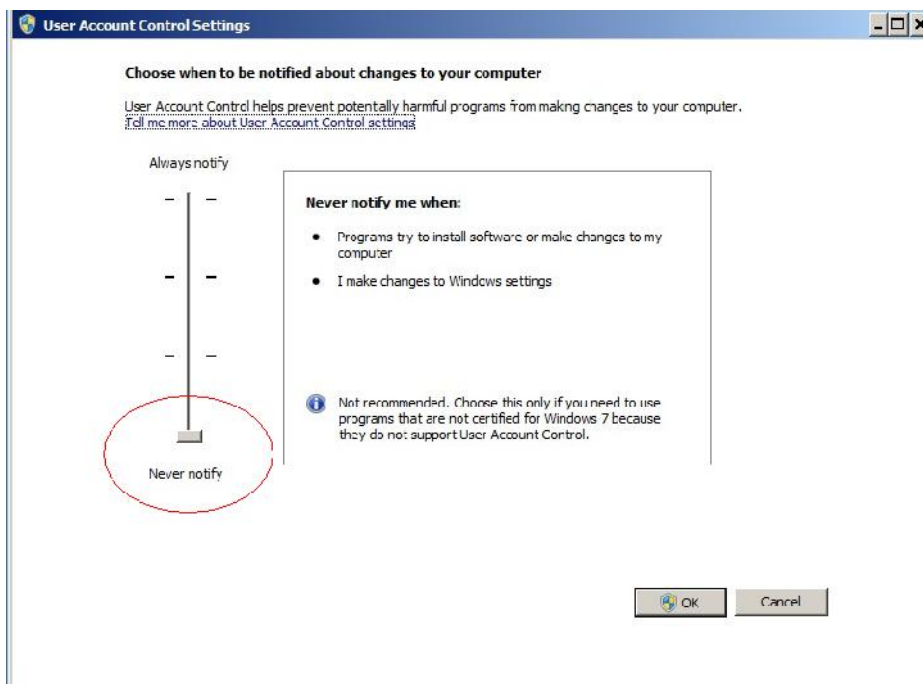 User Account Control Settings
Choose when to be notified about changes to your computer
User Account Control helps prevent potentially harmful programs from making changes to your computer.
Tell me more about User Account Control settings
Always notify
Never notify me when:
• Programs try to install software or make changes to my
computer
• I make changes to Windows settings
Not recommended. Choose this only if you need to use
programs that are not certified for Windows 7 because
they do not support User Account Control.
Never notify
OK
Cancel